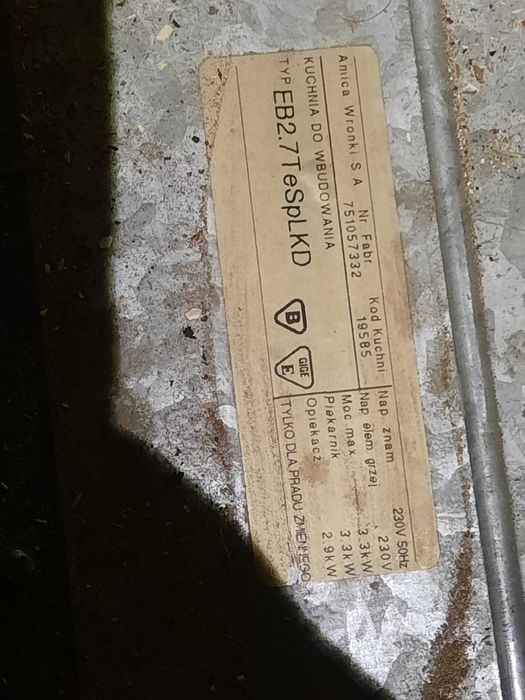 Amica Wronki S A
Nr Fabr
751057332
Kod Kuchni
19585
KUCHNIA DO WBUDOWANIA
TYP EB2.7TeSpLKD
B
GIGE
E
Nap znam. 230V 50Hz
Nap elem grzej 230V
Moc max 3.3kW
Piekarnik 3.3kW
Opiekacz 2.9kW
TYLKO DLA PRADU ZMIENNEGO